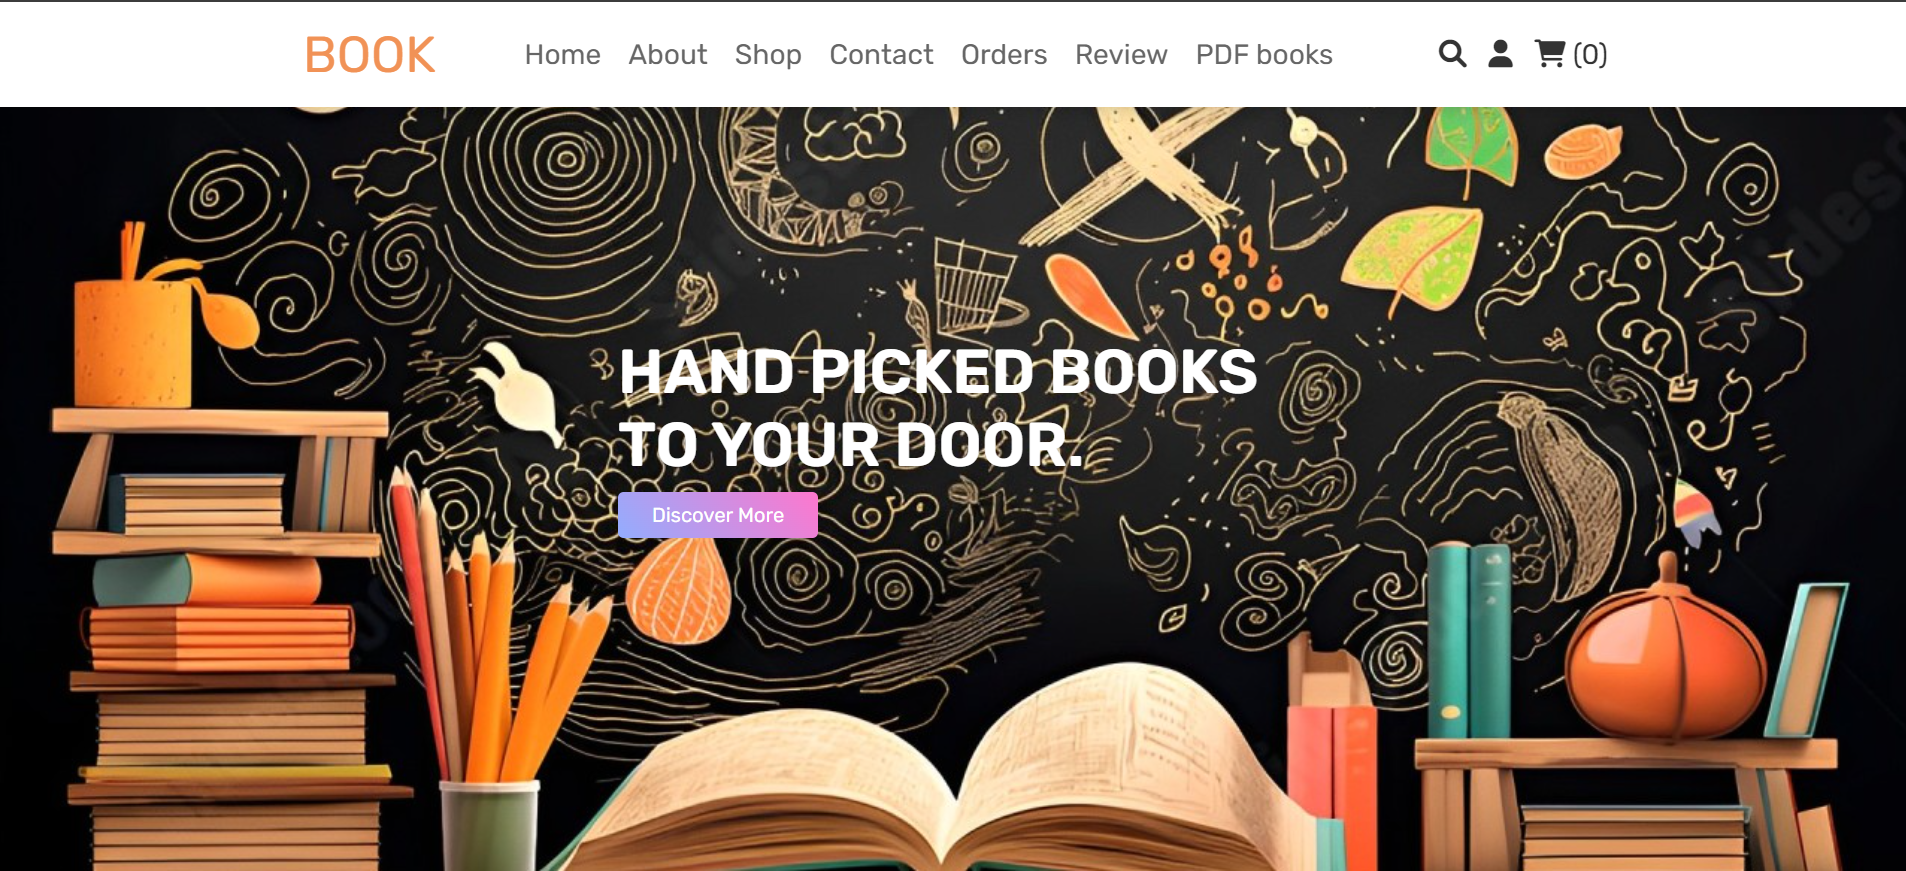 BOOK
Home About Shop Contact Orders Review PDF books
(0)
HAND PICKED BOOKS
TO YOUR DOOR.
Discover More